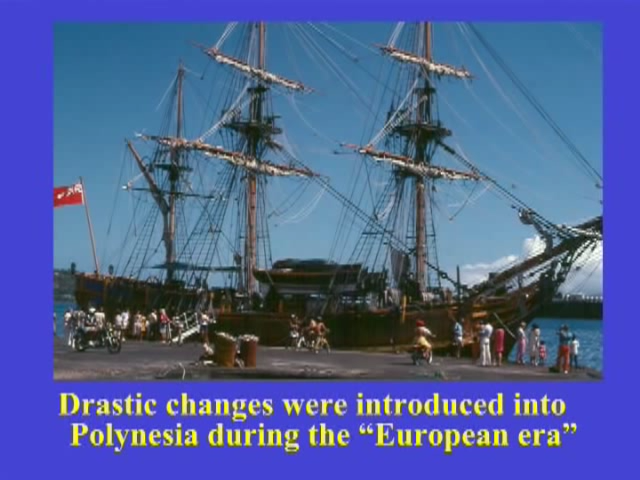 Drastic changes were introduced into
Polynesia during the “European era”